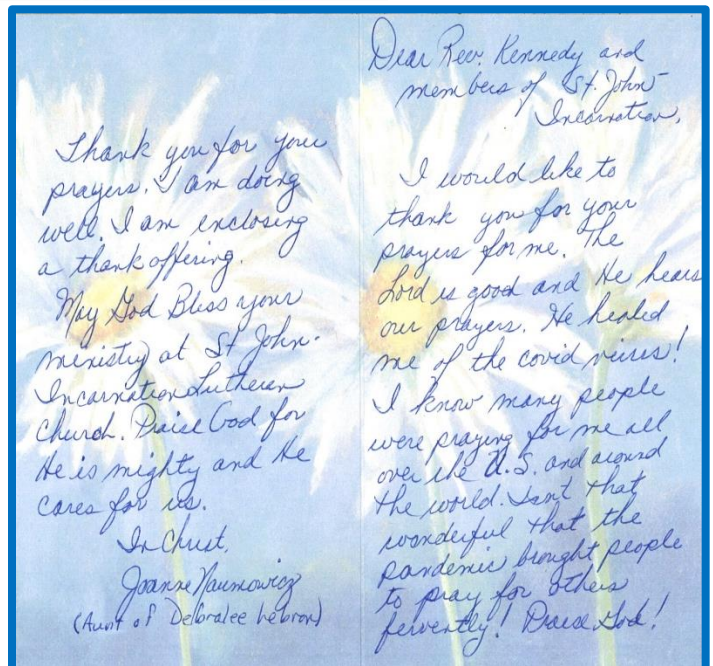 Dear Rev. Kennedy and
members of St. John-
Incarnation,
I would like to
thank you for your
prayers for me. The
Lord is good and He hears
our prayers. He healed
me of the covid virus!
I know many people
were praying for me all
over the U.S. and around
the world. Isn't that
wonderful that the
pandemic brought people
to pray for others
fervently! Praise God!
Thank you for your
prayers. I am doing
well. I am enclosing
a thank offering.
May God Bless your
ministry at St John-
Incarnation Lutheran
Church. Praise God for
He is mighty and He
cares for us.
In Christ,
Joanne Naumowicz
(Aunt of Debralee Lebron)